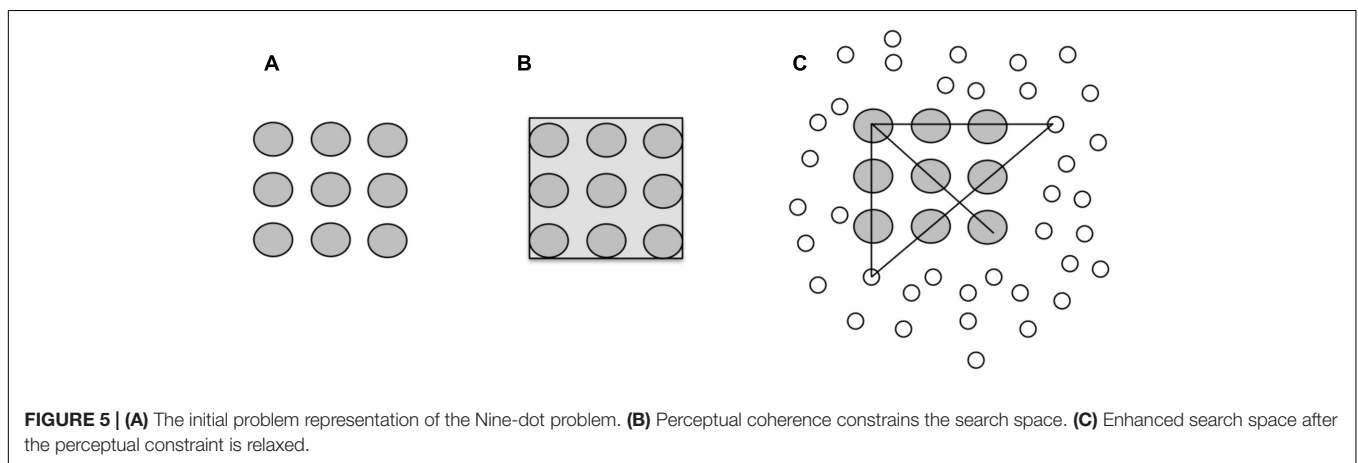 A
B
C
FIGURE 5 | (A) The initial problem representation of the Nine-dot problem. (B) Perceptual coherence constrains the search space. (C) Enhanced search space after
the perceptual constraint is relaxed.